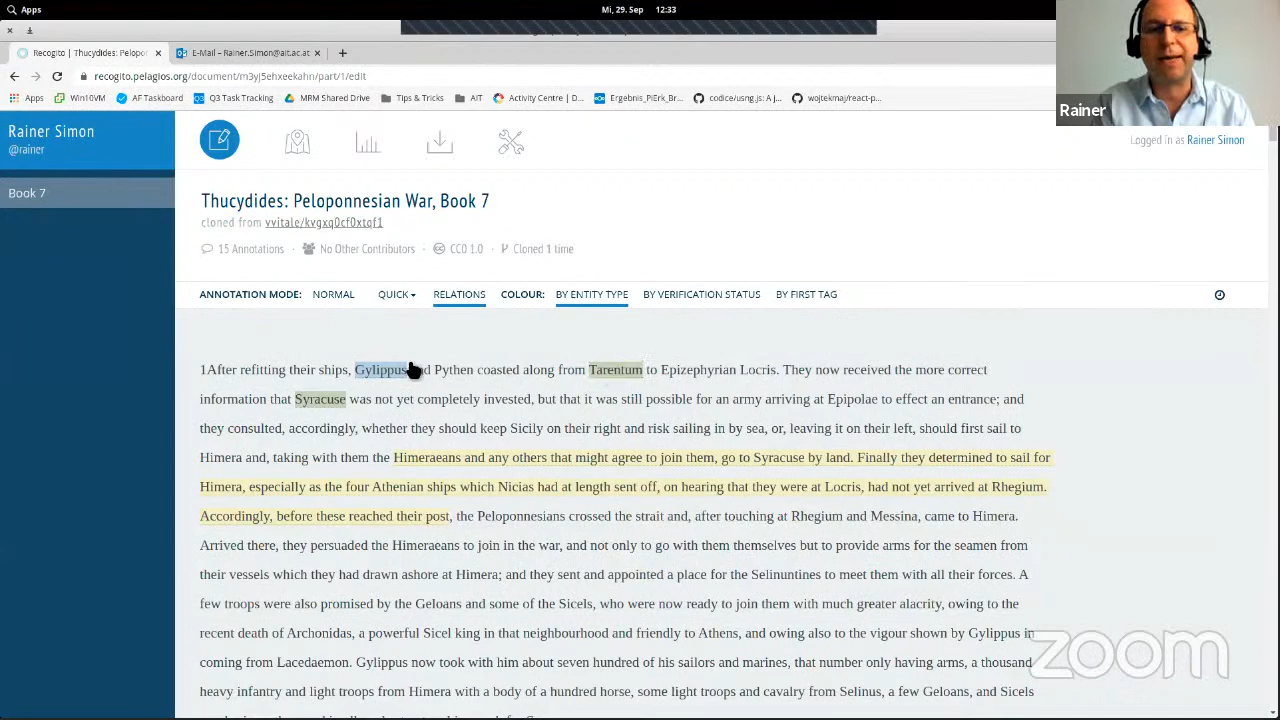 Apps
Mi, 29. Sep 12:33
Recogito | Thucydides: Pelopor
E-Mail – Rainer.Simon@ait.ac.at
recogito.pelagios.org/document/m3yj5ehxeekahn/part/1/edit
Apps Win10VM AF Taskboard Q3 Task Tracking MRM Shared Drive Tips & Tricks AIT Activity Centre | D... Ergebnis_PiErk_Br... codice/usng.js: A j... wojtekmaj/react-p...
Rainer
Rainer Simon
@rainer
Logged in as Rainer Simon
Book 7
Thucydides: Peloponnesian War, Book 7
cloned from vvitale/kvgxq0cf0xtqf1
15 Annotations · No Other Contributors · CC0 1.0 · Cloned 1 time
ANNOTATION MODE: NORMAL QUICK RELATIONS COLOUR: BY ENTITY TYPE BY VERIFICATION STATUS BY FIRST TAG
1After refitting their ships, Gylippus nd Pythen coasted along from Tarentum to Epizephyrian Locris. They now received the more correct
information that Syracuse was not yet completely invested, but that it was still possible for an army arriving at Epipolae to effect an entrance; and
they consulted, accordingly, whether they should keep Sicily on their right and risk sailing in by sea, or, leaving it on their left, should first sail to
Himera and, taking with them the Himeraeans and any others that might agree to join them, go to Syracuse by land. Finally they determined to sail for
Himera, especially as the four Athenian ships which Nicias had at length sent off, on hearing that they were at Locris, had not yet arrived at Rhegium.
Accordingly, before these reached their post, the Peloponnesians crossed the strait and, after touching at Rhegium and Messina, came to Himera.
Arrived there, they persuaded the Himeraeans to join in the war, and not only to go with them themselves but to provide arms for the seamen from
their vessels which they had drawn ashore at Himera; and they sent and appointed a place for the Selinuntines to meet them with all their forces. A
few troops were also promised by the Geloans and some of the Sicels, who were now ready to join them with much greater alacrity, owing to the
recent death of Archonidas, a powerful Sicel king in that neighbourhood and friendly to Athens, and owing also to the vigour shown by Gylippus in
coming from Lacedaemon. Gylippus now took with him about seven hundred of his sailors and marines, that number only having arms, a thousand
heavy infantry and light troops from Himera with a body of a hundred horse, some light troops and cavalry from Selinus, a few Geloans, and Sicels
zoom